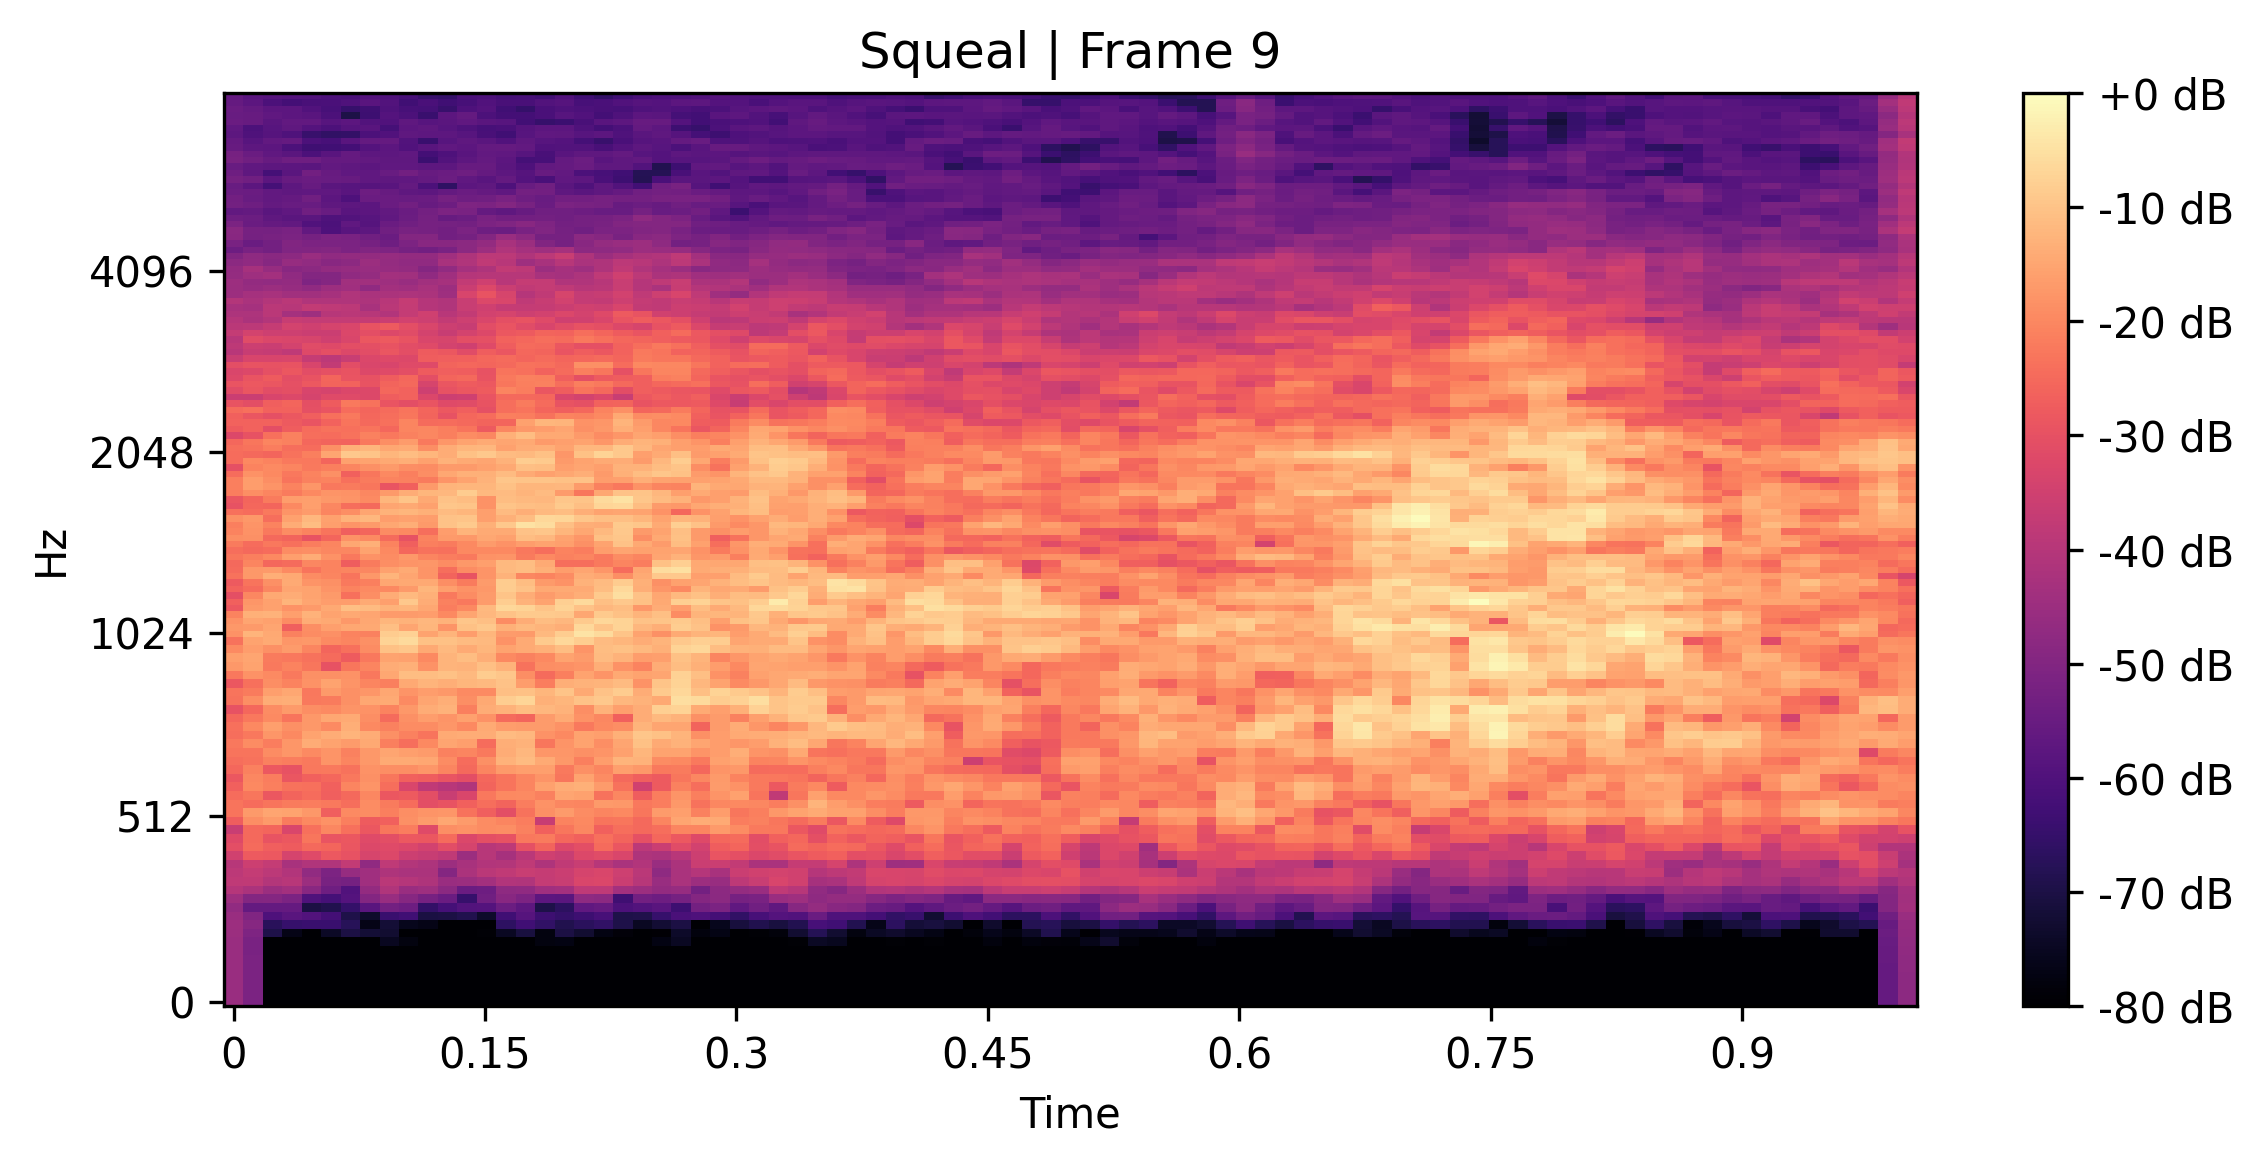 Squeal | Frame 9
+0 dB
-10 dB
-20 dB
-30 dB
-40 dB
-50 dB
-60 dB
-70 dB
-80 dB
Hz
4096
2048
1024
512
0
0 0.15 0.3 0.45 0.6 0.75 0.9
Time